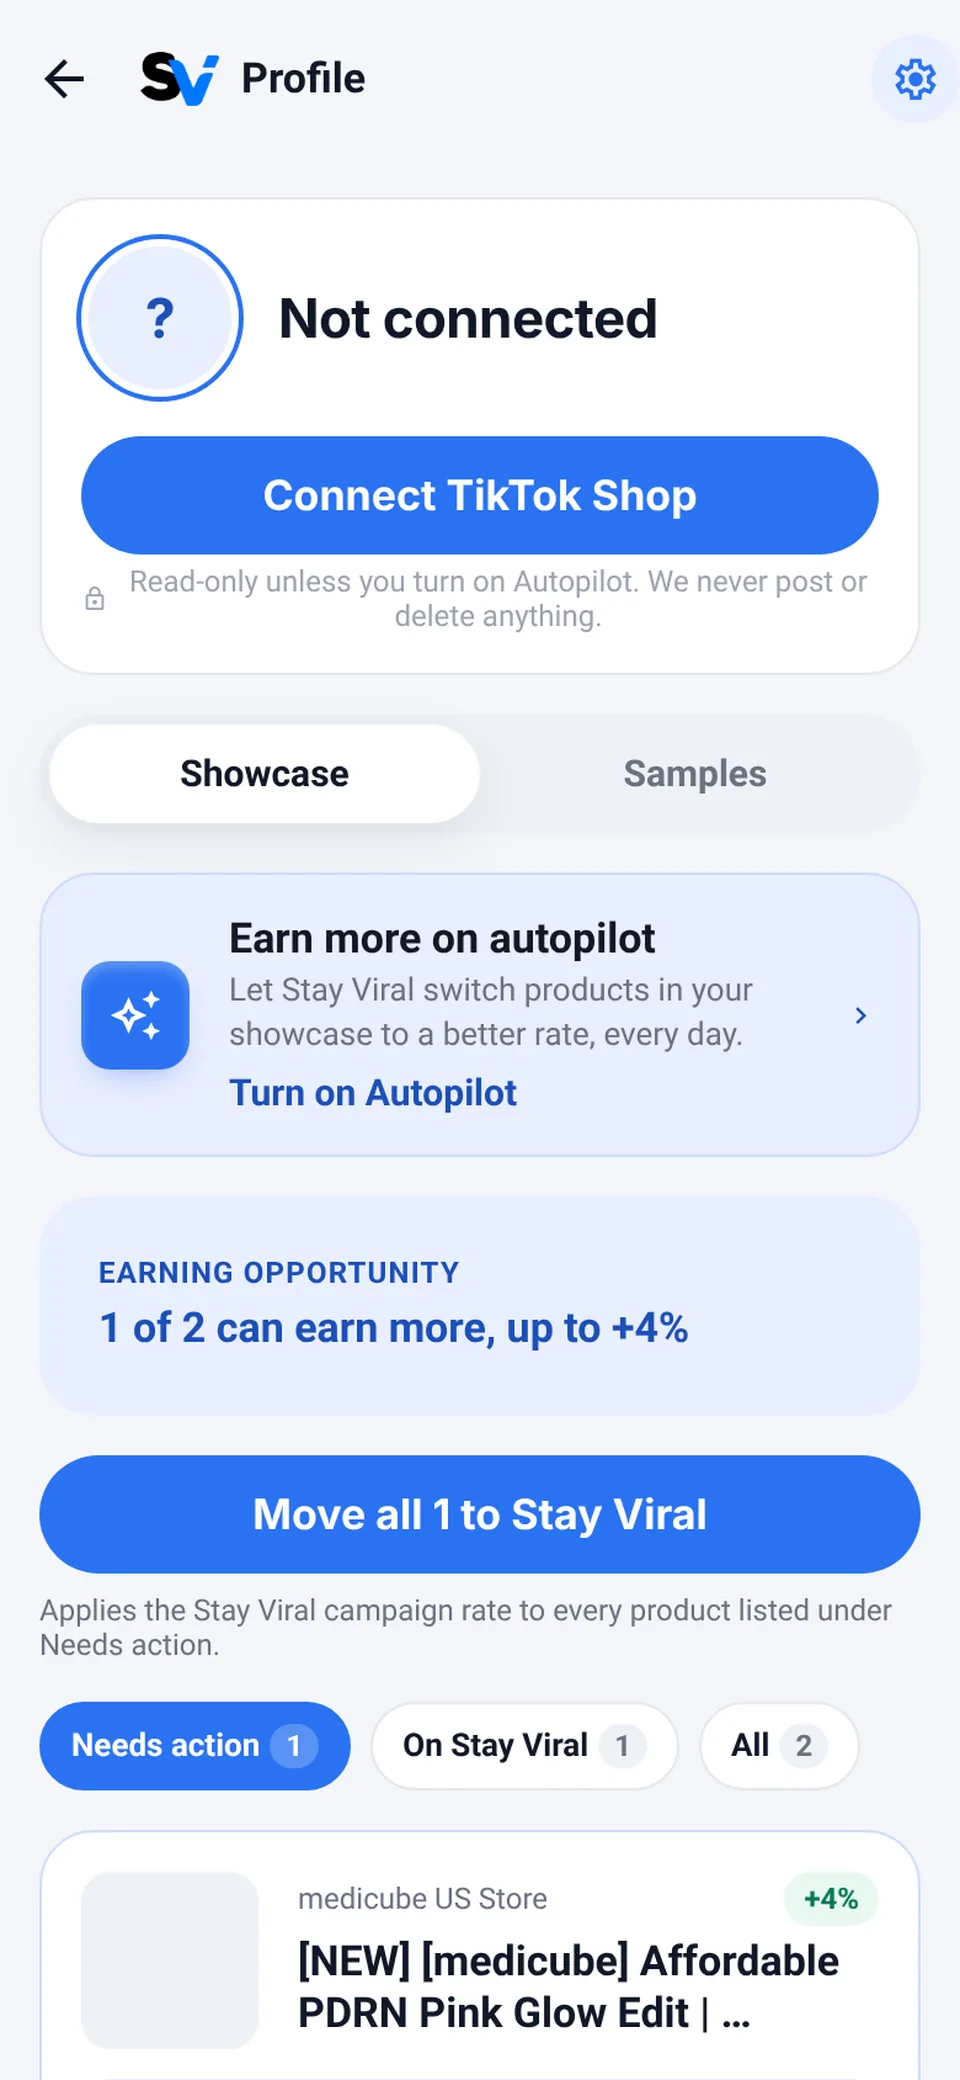 SV Profile
?
Not connected
Connect TikTok Shop
Read-only unless you turn on Autopilot. We never post or
delete anything.
Showcase
Samples
Earn more on autopilot
Let Stay Viral switch products in your
showcase to a better rate, every day.
Turn on Autopilot
EARNING OPPORTUNITY
1 of 2 can earn more, up to +4%
Move all 1 to Stay Viral
Applies the Stay Viral campaign rate to every product listed under
Needs action.
Needs action 1
On Stay Viral 1
All 2
medicube US Store
+4%
[NEW] [medicube] Affordable
PDRN Pink Glow Edit | ...